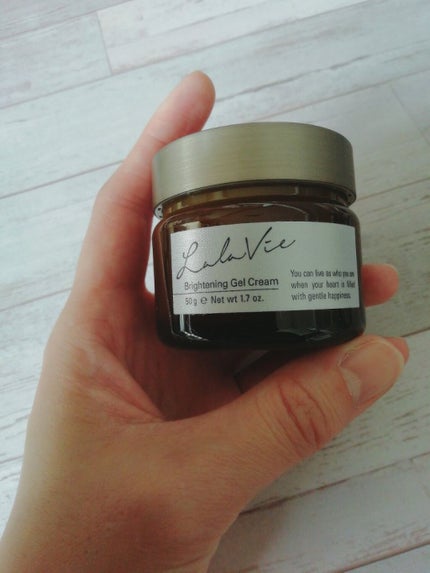 LaLaVie
Brightening Gel Cream
50g ℮ Net wt 1.7 oz.
You can live as who you are
when your heart is filled
with gentle happiness.